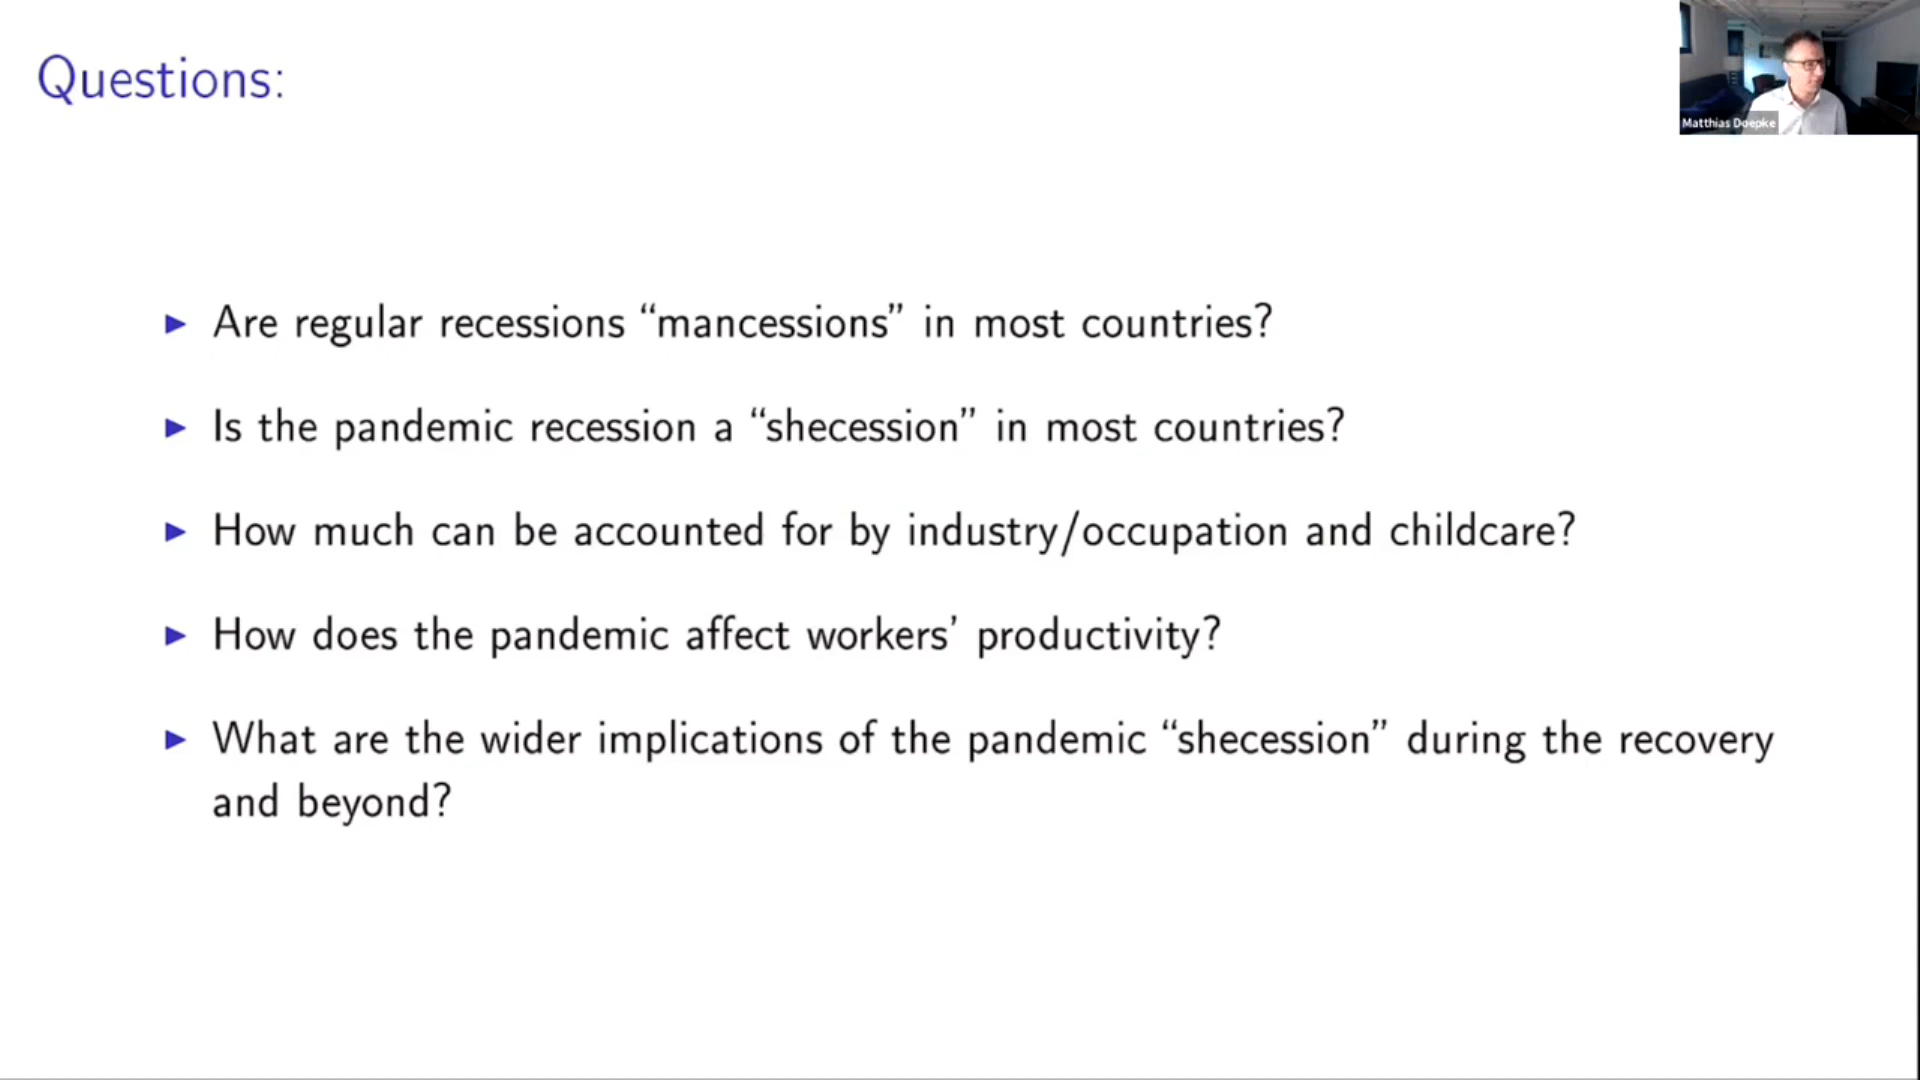 Questions:
Matthias Doepke
▶ Are regular recessions “mancessions” in most countries?
▶ Is the pandemic recession a “shecession” in most countries?
▶ How much can be accounted for by industry/occupation and childcare?
▶ How does the pandemic affect workers’ productivity?
▶ What are the wider implications of the pandemic “shecession” during the recovery
and beyond?